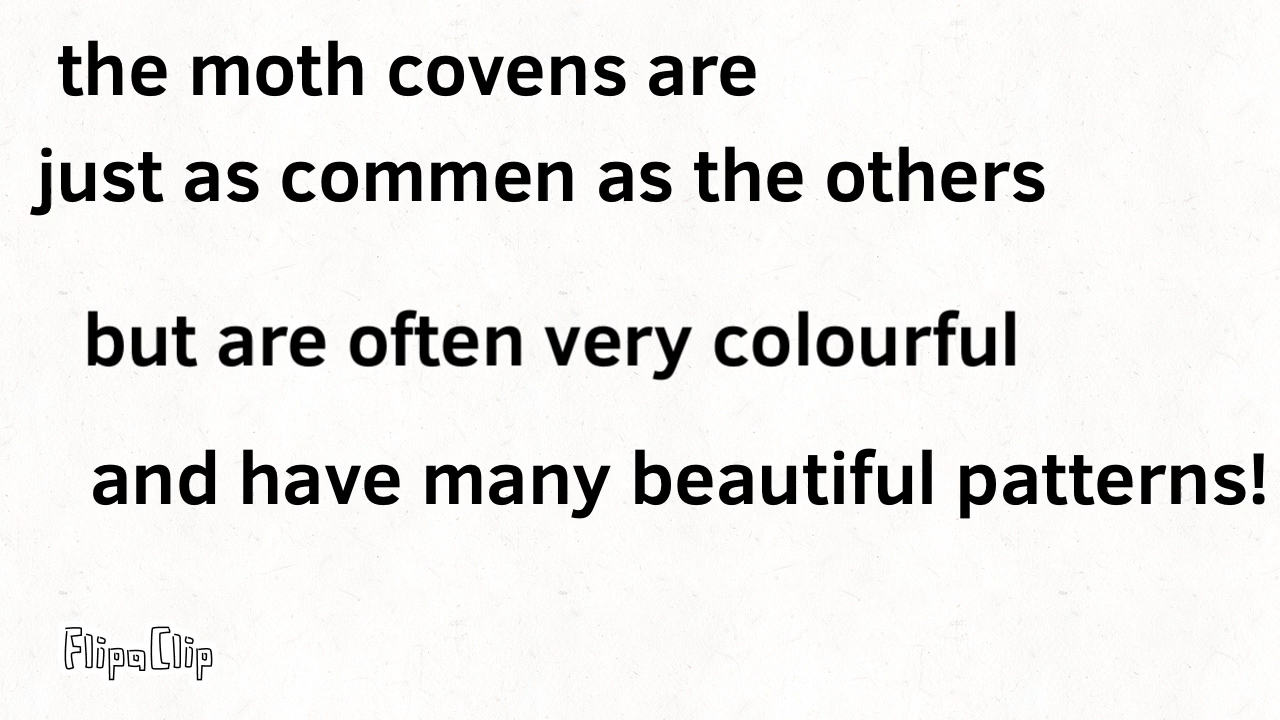 the moth covens are
just as commen as the others
but are often very colourful
and have many beautiful patterns!
FlipaClip